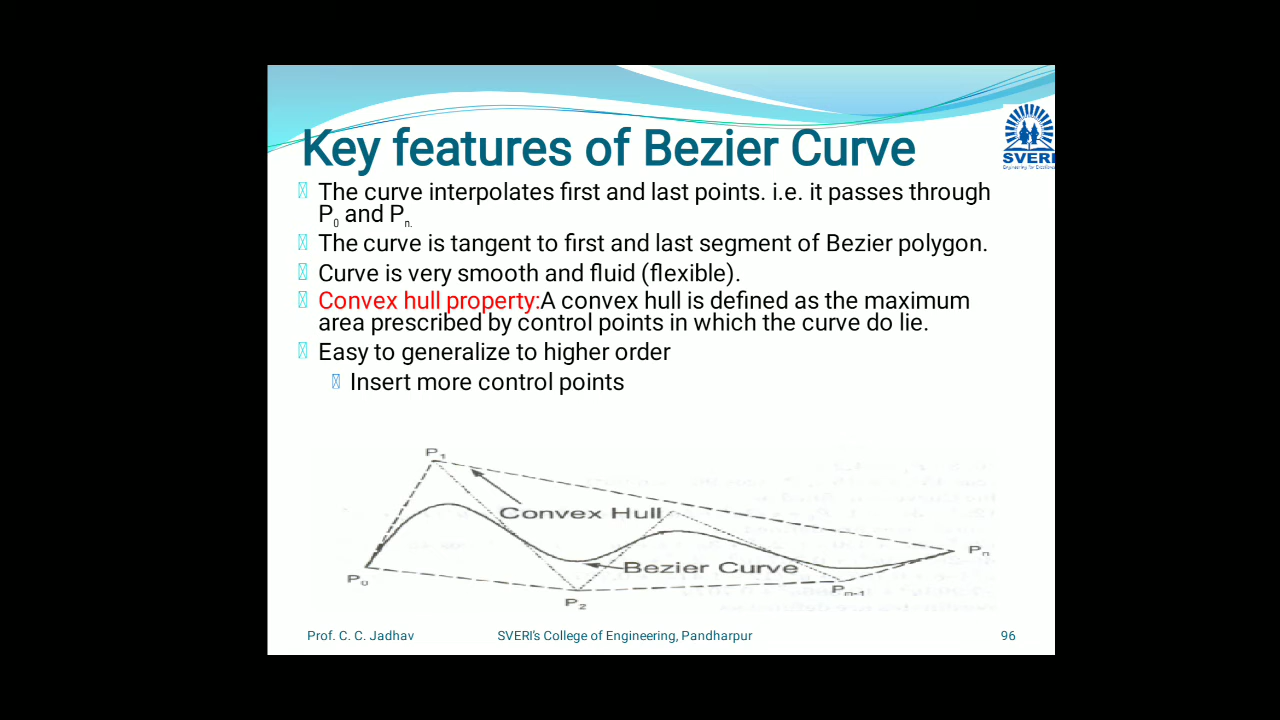 Key features of Bezier Curve
SVERI
Engineering for Excellence
The curve interpolates first and last points. i.e. it passes through
P0 and Pn.
The curve is tangent to first and last segment of Bezier polygon.
Curve is very smooth and fluid (flexible).
Convex hull property:A convex hull is defined as the maximum
area prescribed by control points in which the curve do lie.
Easy to generalize to higher order
Insert more control points
P1
Convex Hull
Pn
Bezier Curve
P0
Pn-1
P2
Prof. C. C. Jadhav SVERI's College of Engineering, Pandharpur 96